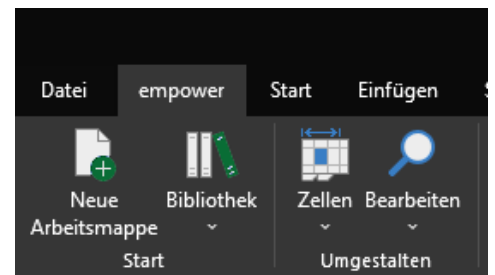 Datei empower Start Einfügen
Neue Arbeitsmappe
Bibliothek
Zellen
Bearbeiten
Start
Umgestalten